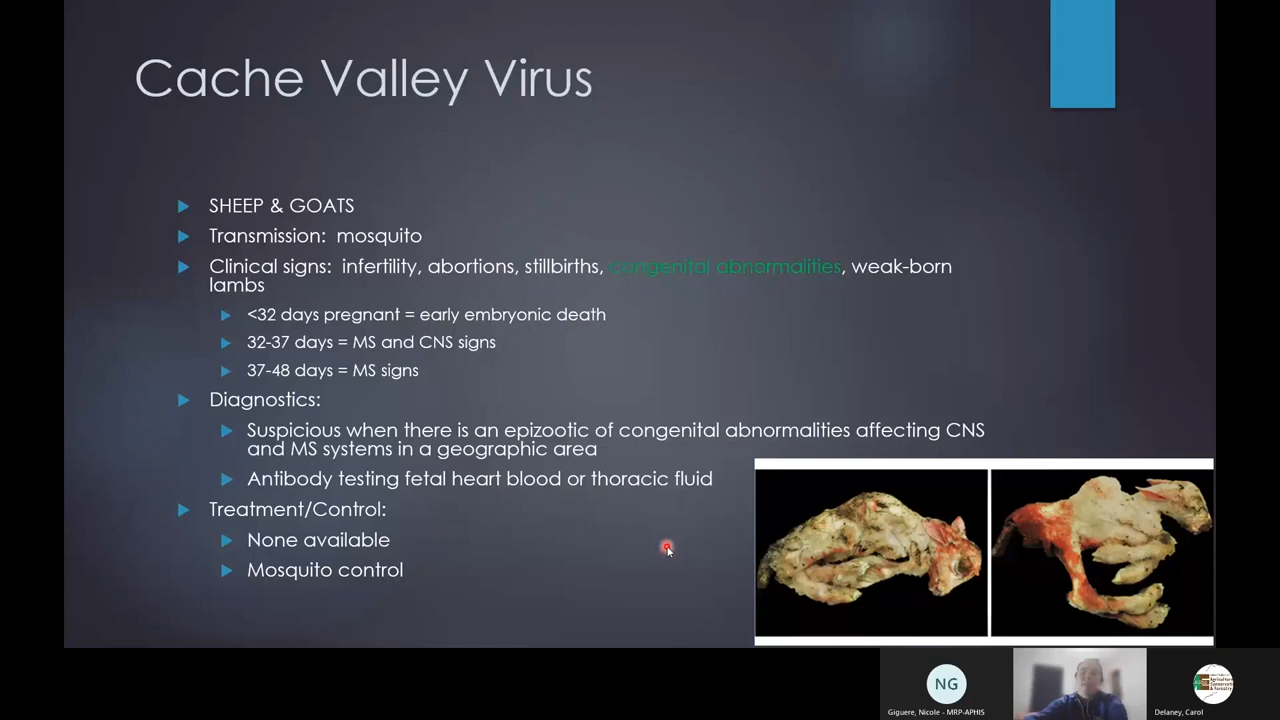 Cache Valley Virus
SHEEP & GOATS
Transmission: mosquito
Clinical signs: infertility, abortions, stillbirths, congenital abnormalities, weak-born
lambs
<32 days pregnant = early embryonic death
32-37 days = MS and CNS signs
37-48 days = MS signs
Diagnostics:
Suspicious when there is an epizootic of congenital abnormalities affecting CNS
and MS systems in a geographic area
Antibody testing fetal heart blood or thoracic fluid
Treatment/Control:
None available
Mosquito control
NG
Giguere, Nicole - MRP-APHIS
Delaney, Carol